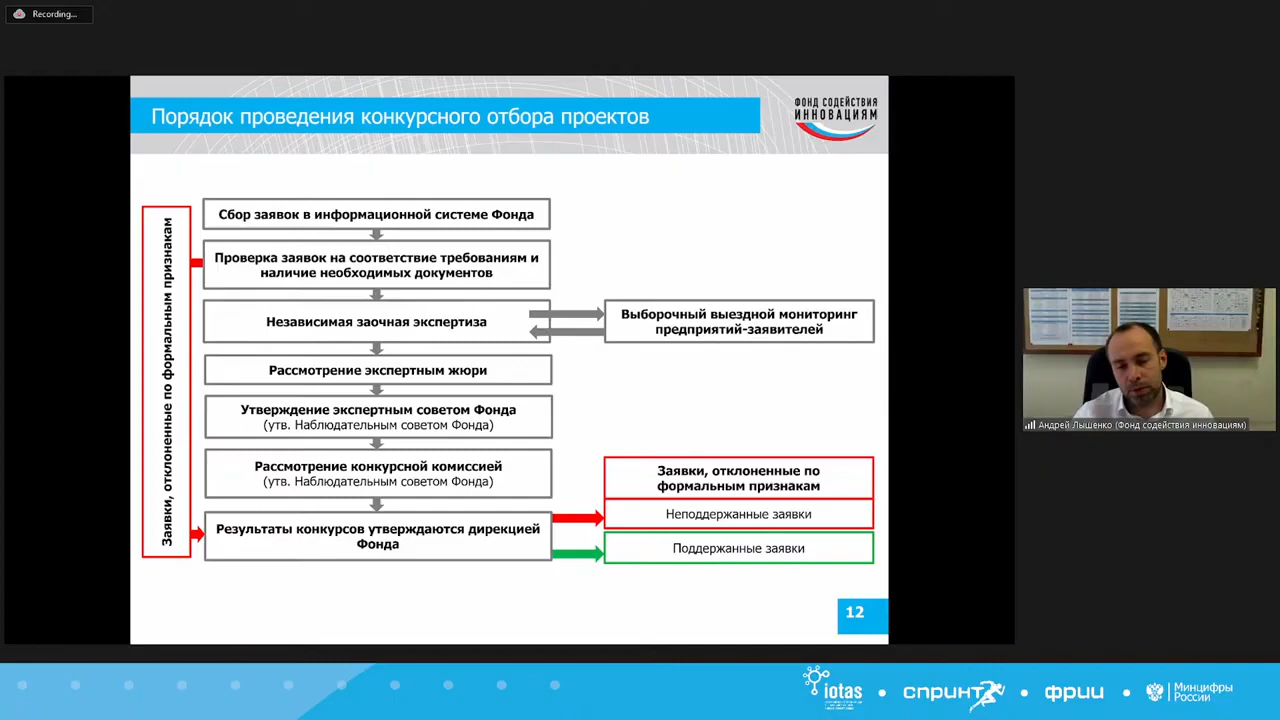 Recording...
Порядок проведения конкурсного отбора проектов
ФОНД СОДЕЙСТВИЯ
ИННОВАЦИЯМ
Заявки, отклоненные по формальным признакам
Сбор заявок в информационной системе Фонда
Проверка заявок на соответствие требованиям и
наличие необходимых документов
Независимая заочная экспертиза
Выборочный выездной мониторинг
предприятий-заявителей
Рассмотрение экспертным жюри
Утверждение экспертным советом Фонда
(утв. Наблюдательным советом Фонда)
Рассмотрение конкурсной комиссией
(утв. Наблюдательным советом Фонда)
Результаты конкурсов утверждаются дирекцией
Фонда
Заявки, отклоненные по
формальным признакам
Неподдержанные заявки
Поддержанные заявки
12
Андрей Лышенко (Фонд содействия инновациям)
iotas
спринт
фрии
Минцифры
России